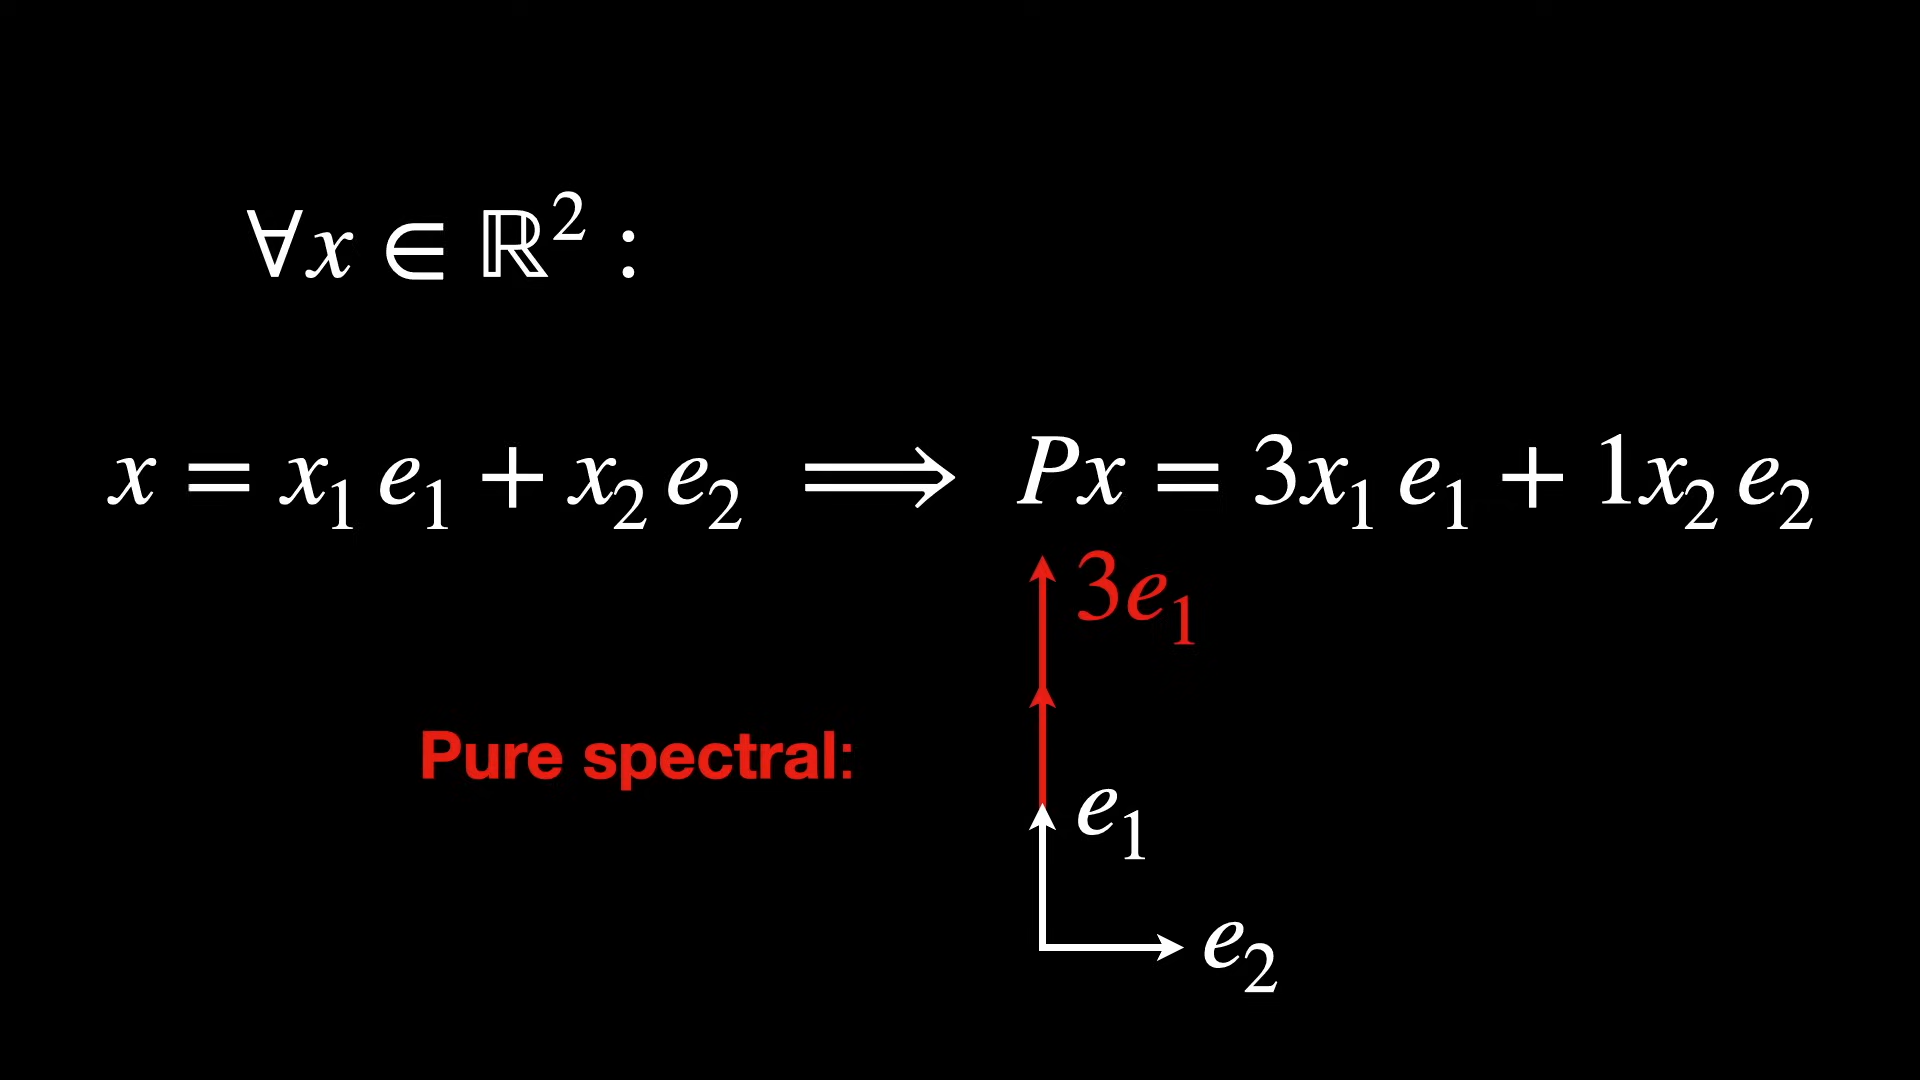 ∀x ∈ ℝ² :
x = x₁ e₁ + x₂ e₂ ⟹ Px = 3x₁ e₁ + 1x₂ e₂
3e₁
Pure spectral:
e₁
e₂